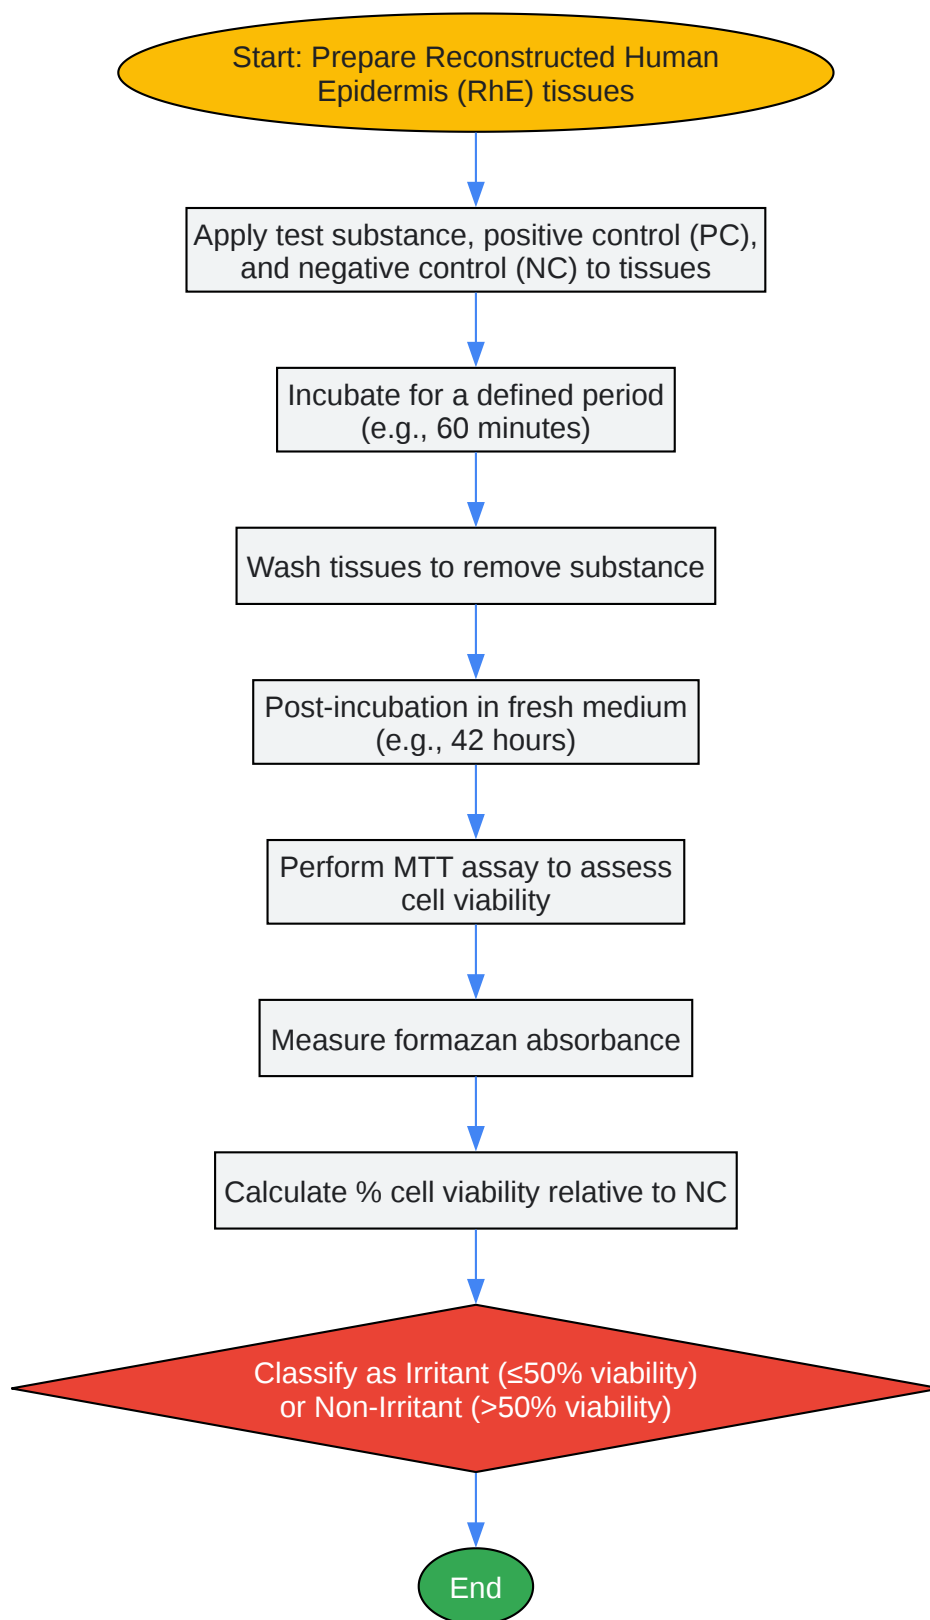 Start: Prepare Reconstructed Human
Epidermis (RhE) tissues
Apply test substance, positive control (PC),
and negative control (NC) to tissues
Incubate for a defined period
(e.g., 60 minutes)
Wash tissues to remove substance
Post-incubation in fresh medium
(e.g., 42 hours)
Perform MTT assay to assess
cell viability
Measure formazan absorbance
Calculate % cell viability relative to NC
Classify as Irritant (≤50% viability)
or Non-Irritant (>50% viability)
End